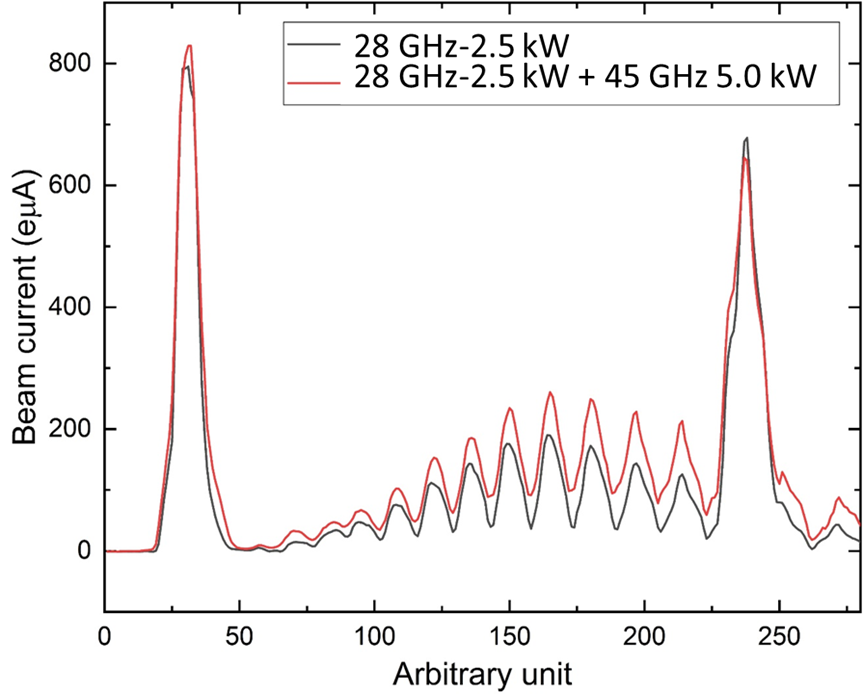 28 GHz-2.5 kW
28 GHz-2.5 kW + 45 GHz 5.0 kW
800
600
400
200
0
Beam current (eμA)
0 50 100 150 200 250
Arbitrary unit